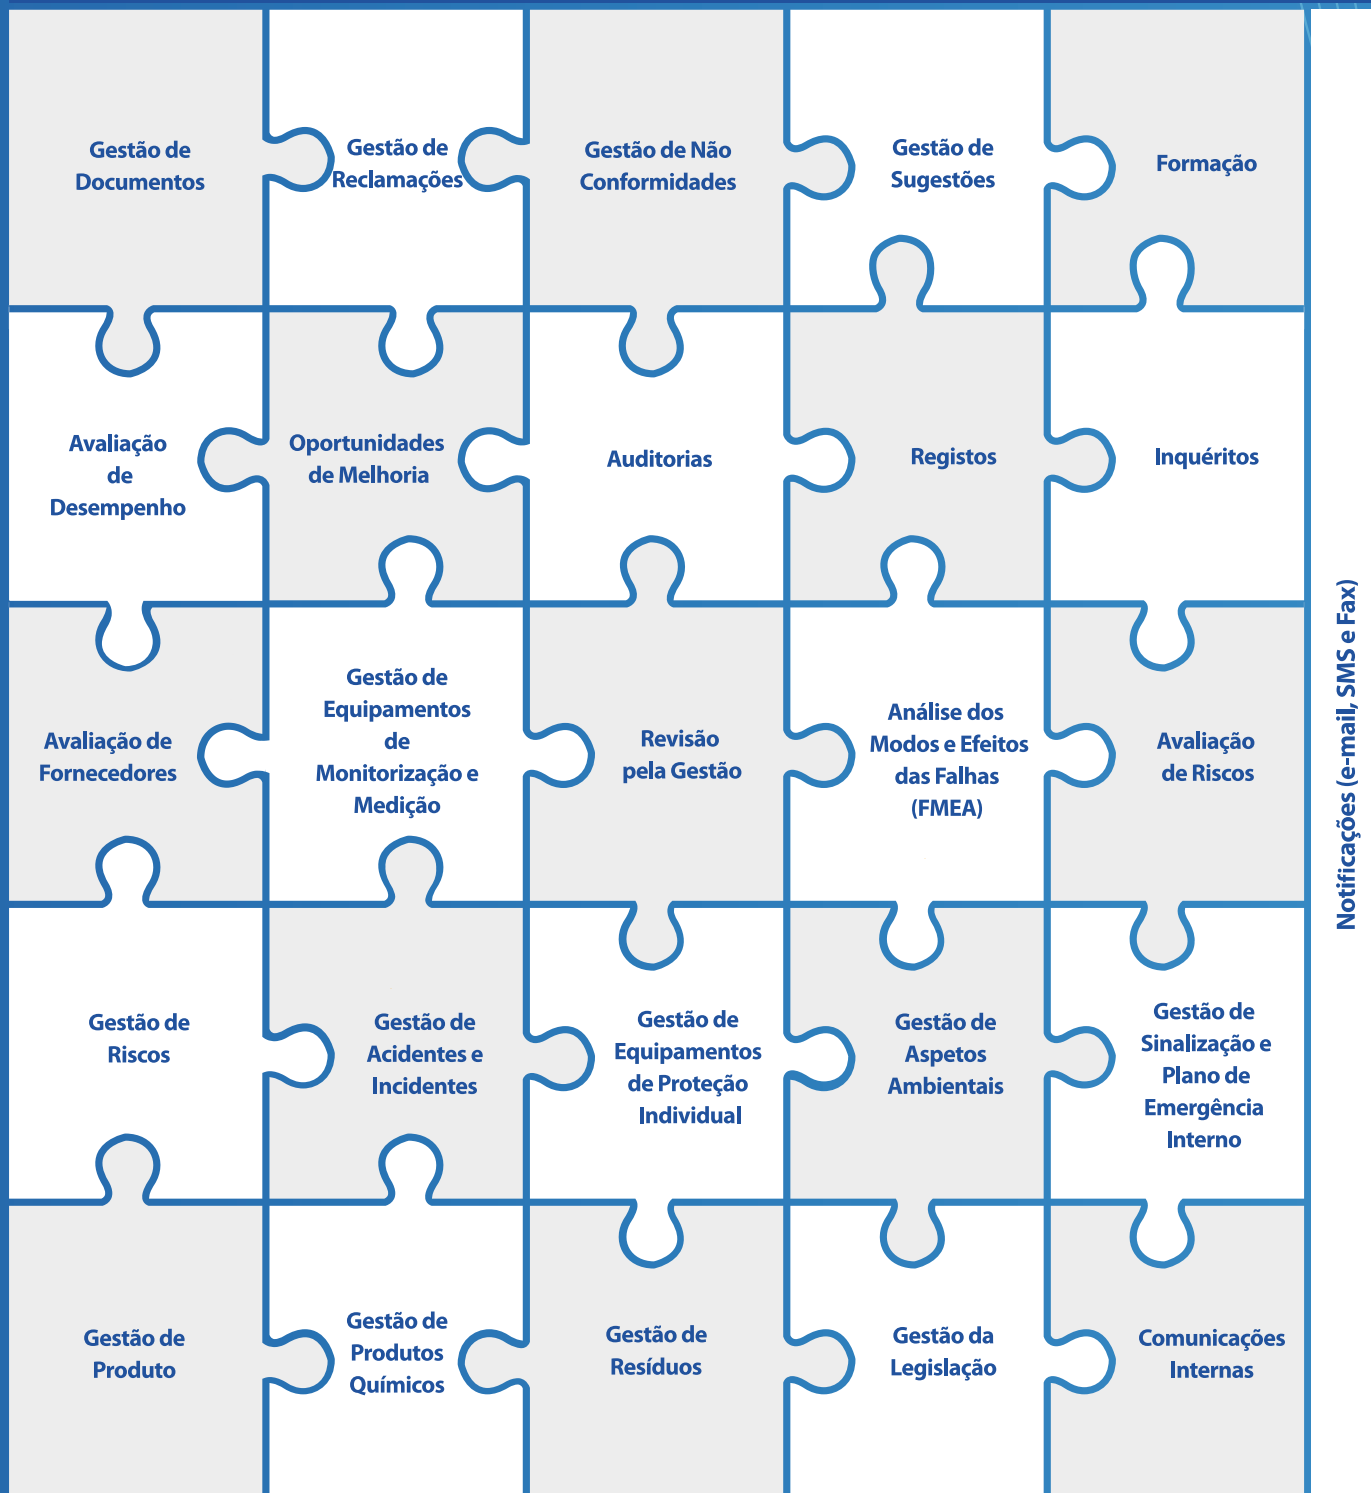 Gestão de
Documentos
Gestão de
Reclamações
Gestão de Não
Conformidades
Gestão de
Sugestões
Formação
Avaliação
de
Desempenho
Oportunidades
de Melhoria
Auditorias
Registos
Inquéritos
Avaliação de
Fornecedores
Gestão de
Equipamentos
de
Monitorização e
Medição
Revisão
pela Gestão
Análise dos
Modos e Efeitos
das Falhas
(FMEA)
Avaliação
de Riscos
Gestão de
Riscos
Gestão de
Acidentes e
Incidentes
Gestão de
Equipamentos
de Proteção
Individual
Gestão de
Aspetos
Ambientais
Gestão de
Sinalização e
Plano de
Emergência
Interno
Gestão de
Produto
Gestão de
Produtos
Químicos
Gestão de
Resíduos
Gestão da
Legislação
Comunicações
Internas
Notificações (e-mail, SMS e Fax)